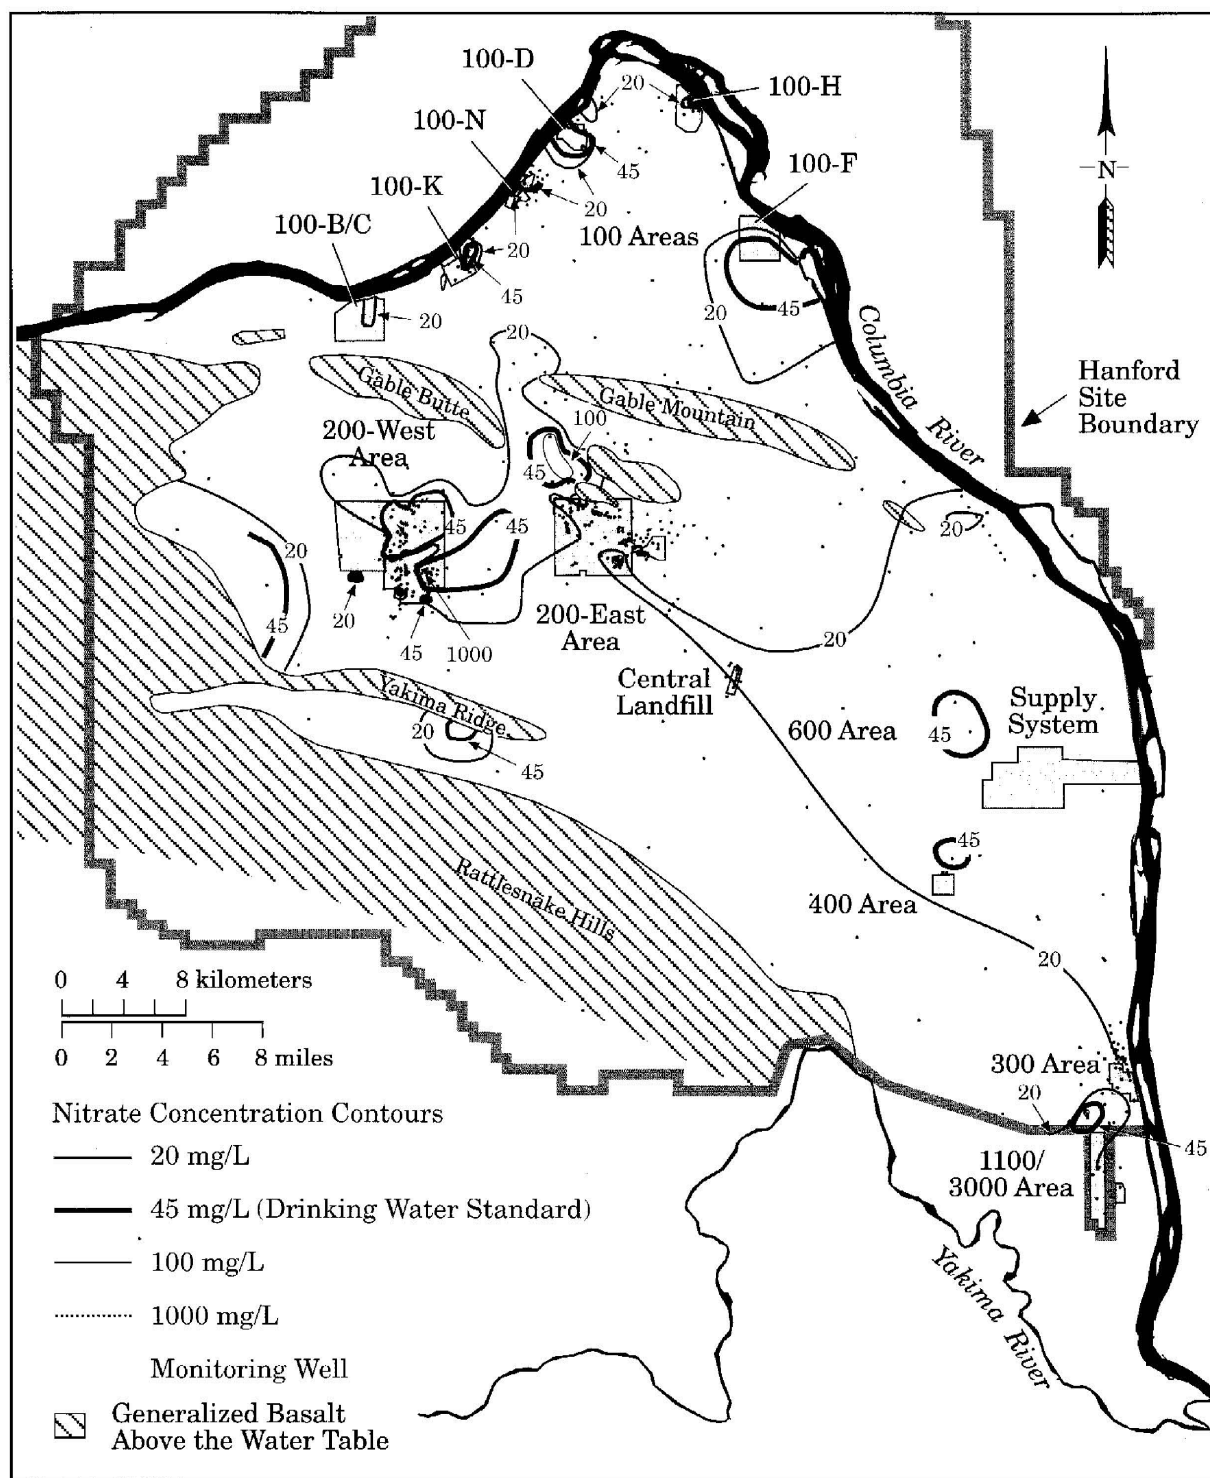 100-D
20
100-H
100-N
45
100-F
100-K
20
20
100 Areas
100-B/C
20
45
20
20
45
20
N
Columbia River
Hanford
Site
Boundary
Gable Butte
Gable Mountain
200-West
Area
100
45
45
45
20
20
45
20
45
1000
200-East
Area
20
Central
Landfill
Yakima Ridge
20
45
600 Area
45
Supply
System
45
400 Area
Rattlesnake Hills
20
0 4 8 kilometers
0 2 4 6 8 miles
300 Area
20
45
1100/
3000 Area
Yakima River
Nitrate Concentration Contours
20 mg/L
45 mg/L (Drinking Water Standard)
100 mg/L
1000 mg/L
Monitoring Well
Generalized Basalt
Above the Water Table